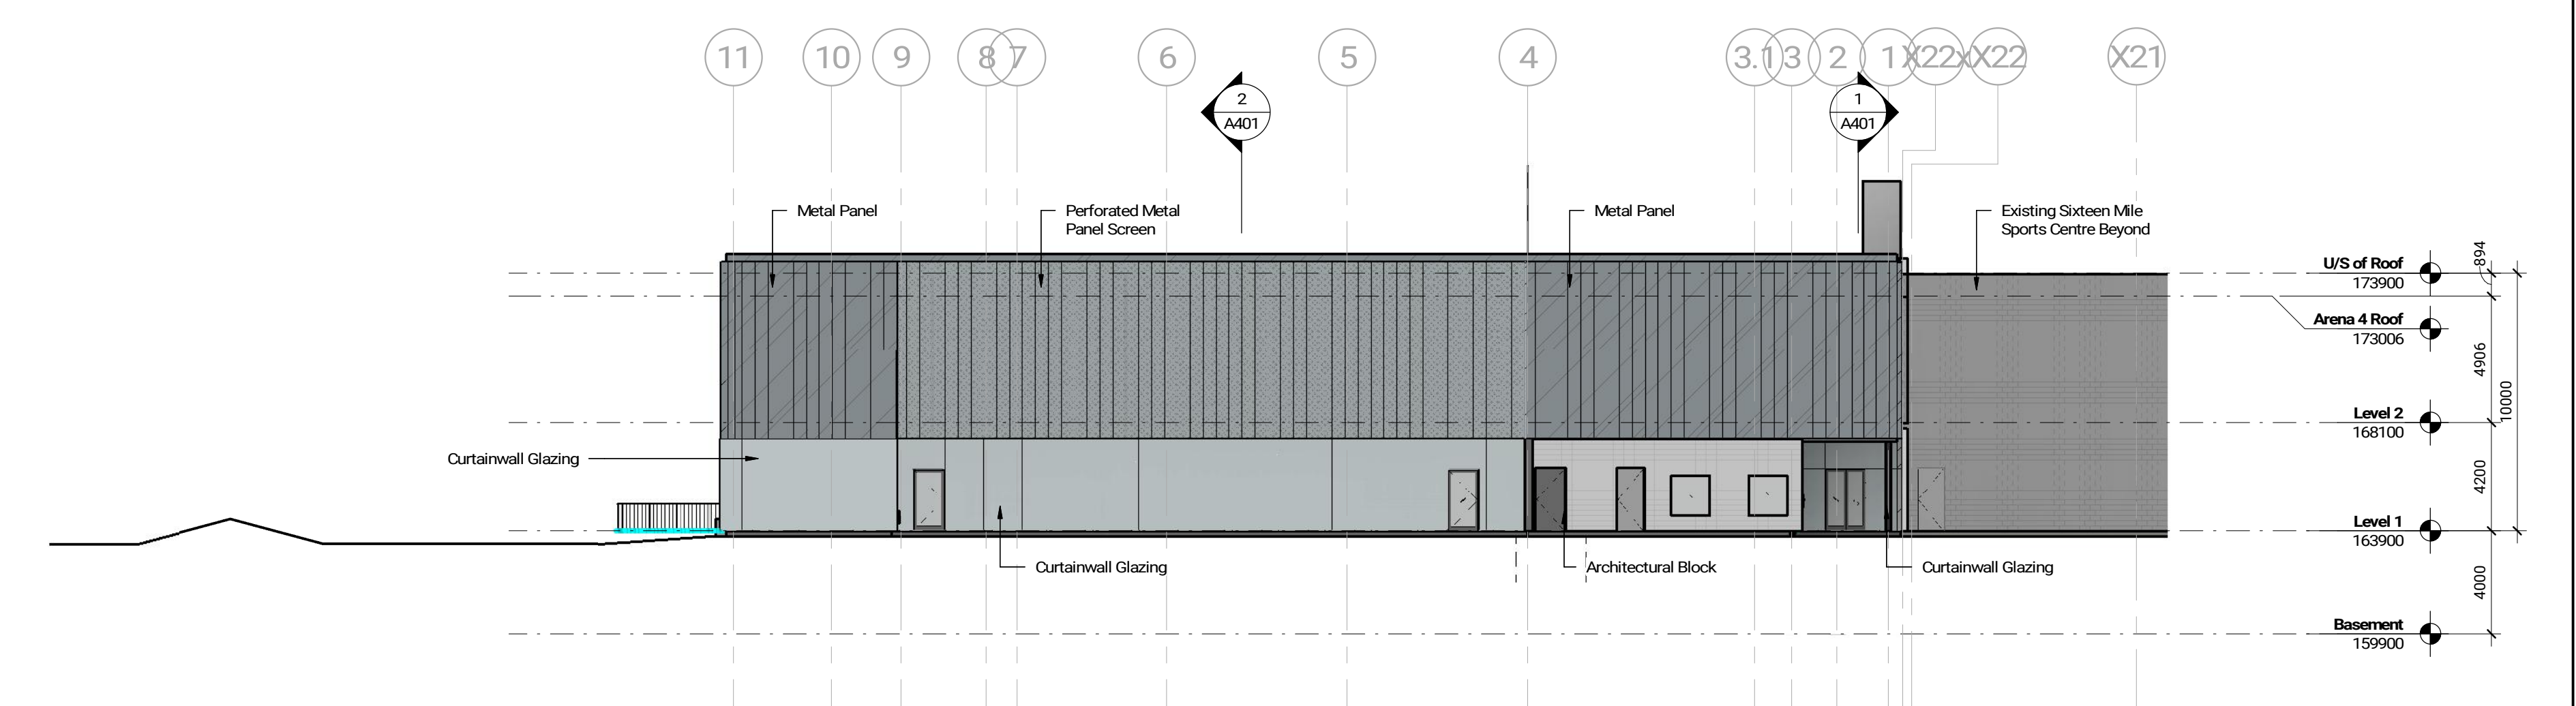 11
10
9
8
7
6
5
4
3.1
3
2
1
X22x
X22
X21
2
A401
1
A401
Metal Panel
Perforated Metal
Panel Screen
Metal Panel
Existing Sixteen Mile
Sports Centre Beyond
U/S of Roof
173900
894
Arena 4 Roof
173006
4906
10000
Level 2
168100
Curtainwall Glazing
4200
Level 1
163900
Curtainwall Glazing
Architectural Block
Curtainwall Glazing
4000
Basement
159900